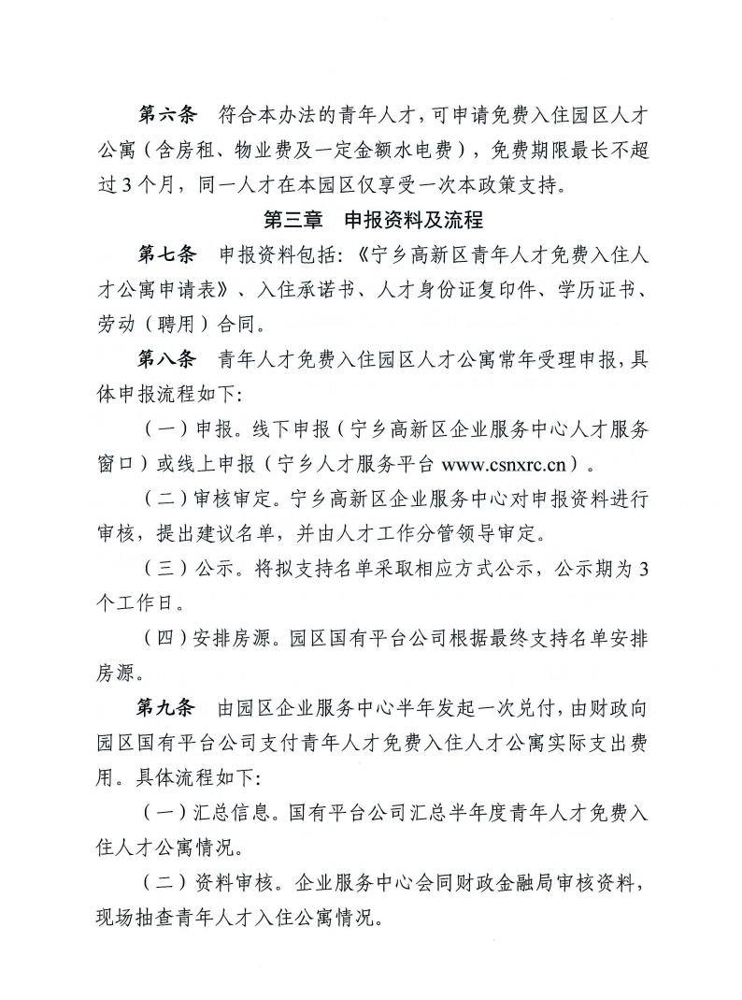 第六条 符合本办法的青年人才，可申请免费入住园区人才
公寓（含房租、物业费及一定金额水电费），免费期限最长不超
过 3 个月，同一人才在本园区仅享受一次本政策支持。
第三章 申报资料及流程
第七条 申报资料包括：《宁乡高新区青年人才免费入住人
才公寓申请表》、入住承诺书、人才身份证复印件、学历证书、
劳动（聘用）合同。
第八条 青年人才免费入住园区人才公寓常年受理申报，具
体申报流程如下：
（一）申报。线下申报（宁乡高新区企业服务中心人才服务
窗口）或线上申报（宁乡人才服务平台 www.csnxrc.cn）。
（二）审核审定。宁乡高新区企业服务中心对申报资料进行
审核，提出建议名单，并由人才工作分管领导审定。
（三）公示。将拟支持名单采取相应方式公示，公示期为 3
个工作日。
（四）安排房源。园区国有平台公司根据最终支持名单安排
房源。
第九条 由园区企业服务中心半年发起一次兑付，由财政向
园区国有平台公司支付青年人才免费入住人才公寓实际支出费
用。具体流程如下：
（一）汇总信息。国有平台公司汇总半年度青年人才免费入
住人才公寓情况。
（二）资料审核。企业服务中心会同财政金融局审核资料，
现场抽查青年人才入住公寓情况。